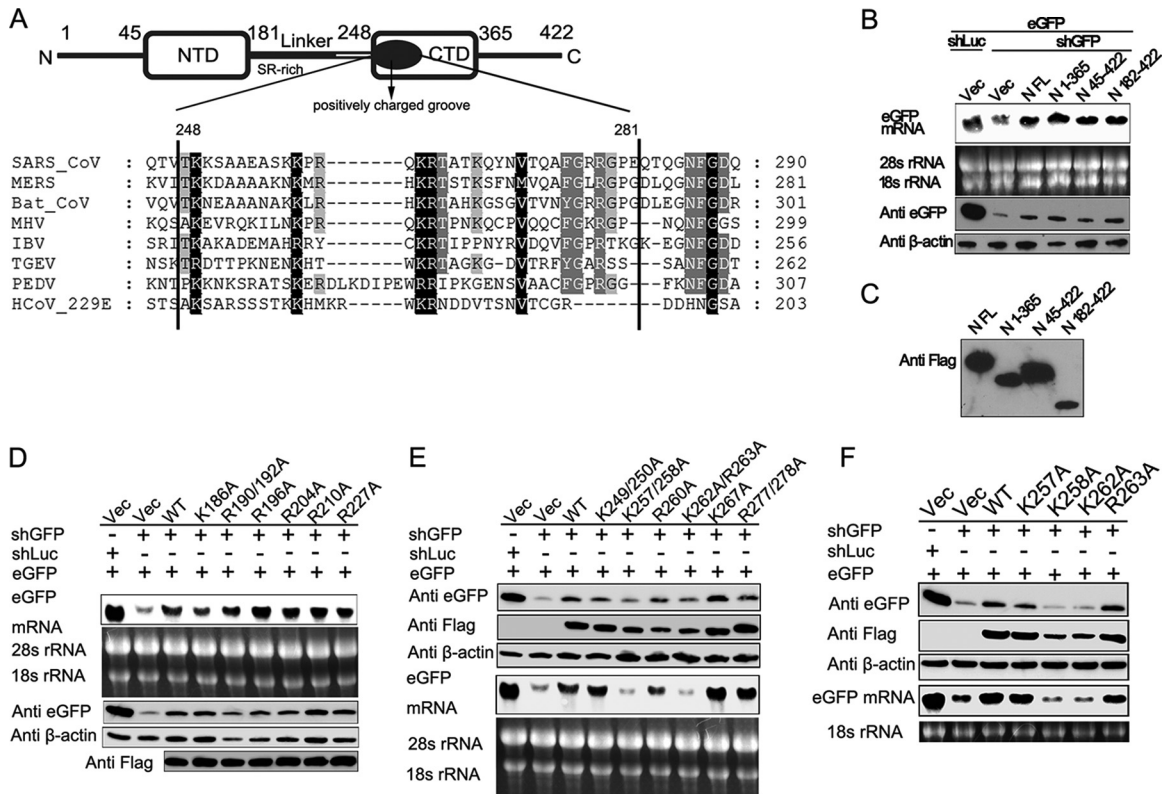 A
1 45 181 248 365 422
N NTD Linker CTD C
SR-rich
positively charged groove
248 281
SARS_CoV : QTVTKKSAAEASKKPR-------QKRTATKQYNVTQAFGRRGPEQTQGNFGDQ : 290
MERS : KVITKKDAAAAKNKMR-------HKRTSTKSFNMVQAFGLRGPGDLQGNFGDL : 281
Bat_CoV : VQVTKNEAAAAKKLRH-------KRTAHKGSGVTVNYGRRGPGDLEGNFGDR : 301
MHV : KQSAKEVRQKILNKPR-------QKRTPNKQCPVQQCFGKRGP--NQNFGGS : 299
IBV : SRITKAKADEMAHRRY-------CKRTIPPNYRVDQVFGPRTKGK-EGNFGDD : 256
TGEV : NSKTRDTTPKNENKHT-------WKRTAGKGDVTRFYGARSS---SANFGDT : 262
PEDV : KNTPKKNKSRATSKERDLKDIPEWRRIPKGENSVAACFGPRGG---FKNFGDA : 307
HCoV_229E : STSAKSARSSSTKKHMKR-----WKRNDDVTSNVTCGR-----DDHNGSA : 203
B
eGFP
shLuc shGFP
Vec Vec N FL N 1-365 N 45-422 N 182-422
eGFP
mRNA
28s rRNA
18s rRNA
Anti eGFP
Anti β-actin
C
N FL N 1-365 N 45-422 N 182-422
Anti Flag
D
Vec Vec WT K186A R190/192A R196A R204A R210A R227A
shGFP - + + + + + + + +
shLuc + - - - - - - - -
eGFP + + + + + + + + +
eGFP
mRNA
28s rRNA
18s rRNA
Anti eGFP
Anti β-actin
Anti Flag
E
Vec Vec WT K249/250A K257/258A R260A K262A/R263A K267A R277/278A
shGFP - + + + + + + + +
shLuc + - - - - - - - -
eGFP + + + + + + + + +
Anti eGFP
Anti Flag
Anti β-actin
eGFP
mRNA
28s rRNA
18s rRNA
F
Vec Vec WT K257A K258A K262A R263A
shGFP - + + + + + +
shLuc + - - - - - -
eGFP + + + + + + +
Anti eGFP
Anti Flag
Anti β-actin
eGFP mRNA
18s rRNA